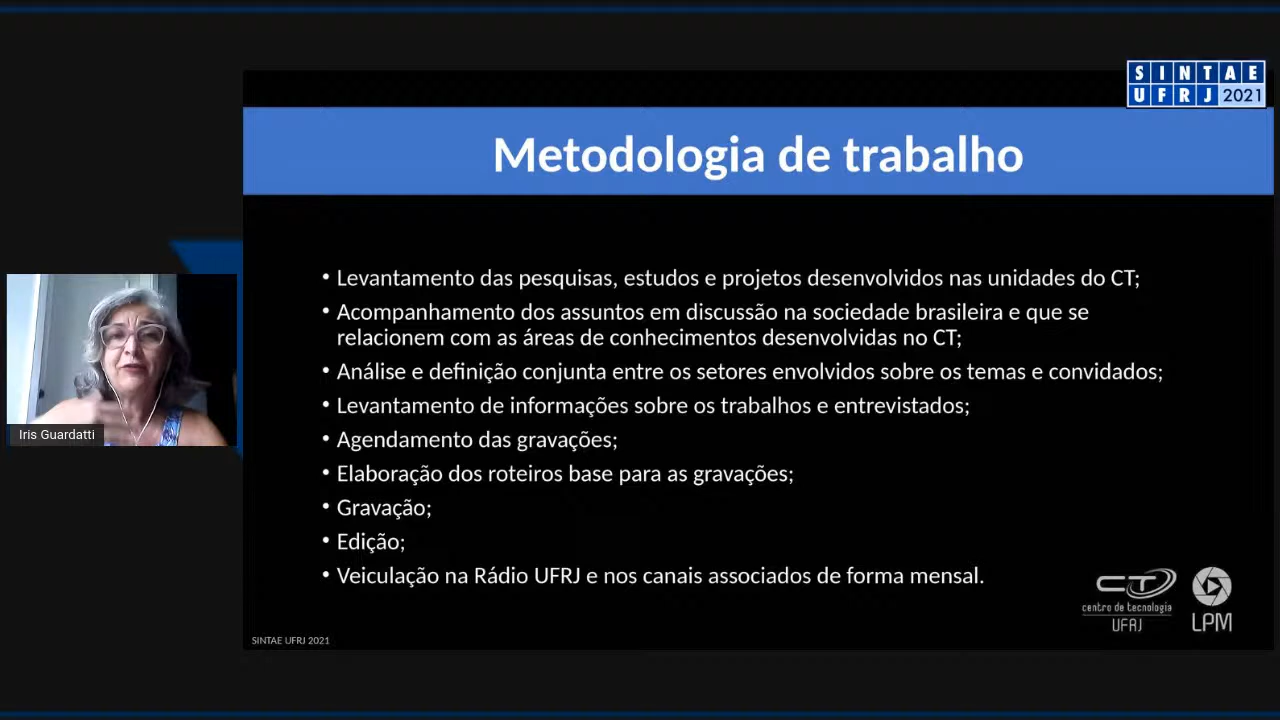 SINTAE
UFRJ 2021
Metodologia de trabalho
• Levantamento das pesquisas, estudos e projetos desenvolvidos nas unidades do CT;
• Acompanhamento dos assuntos em discussão na sociedade brasileira e que se
relacionem com as áreas de conhecimentos desenvolvidas no CT;
• Análise e definição conjunta entre os setores envolvidos sobre os temas e convidados;
• Levantamento de informações sobre os trabalhos e entrevistados;
• Agendamento das gravações;
• Elaboração dos roteiros base para as gravações;
• Gravação;
• Edição;
• Veiculação na Rádio UFRJ e nos canais associados de forma mensal.
Iris Guardatti
CT
centro de tecnologia
UFRJ
LPM
SINTAE UFRJ 2021